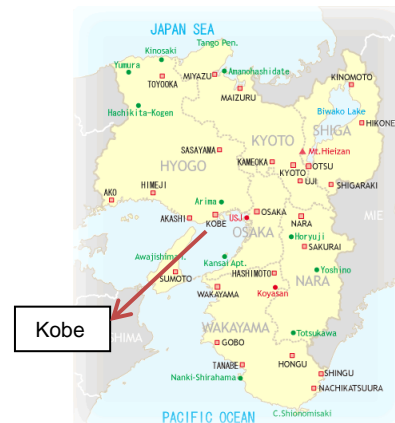 JAPAN SEA
Tango Pen.
Kinosaki
Yumura
TOYOOKA
MIYAZU
Amanohashidate
MAIZURU
KINOMOTO
Hachikita-Kogen
Biwako Lake
HIKONE
KYOTO
SHIGA
SASAYAMA
Mt.Hieizan
HYOGO
KAMEOKA
KYOTO
OTSU
UJI
SHIGARAKI
AKO
HIMEJI
Arima
AKASHI
KOBE
USJ
OSAKA
NARA
MIE
OSAKA
Horyuji
SAKURAI
Awajishima
Kansai Apt.
SUMOTO
HASHIMOTO
Yoshino
NARA
WAKAYAMA
Koyasan
Kobe
SHIMA
WAKAYAMA
Totsukawa
GOBO
TANABE
HONGU
SHINGU
Nanki-Shirahama
NACHIKATSUURA
C.Shionomisaki
PACIFIC OCEAN